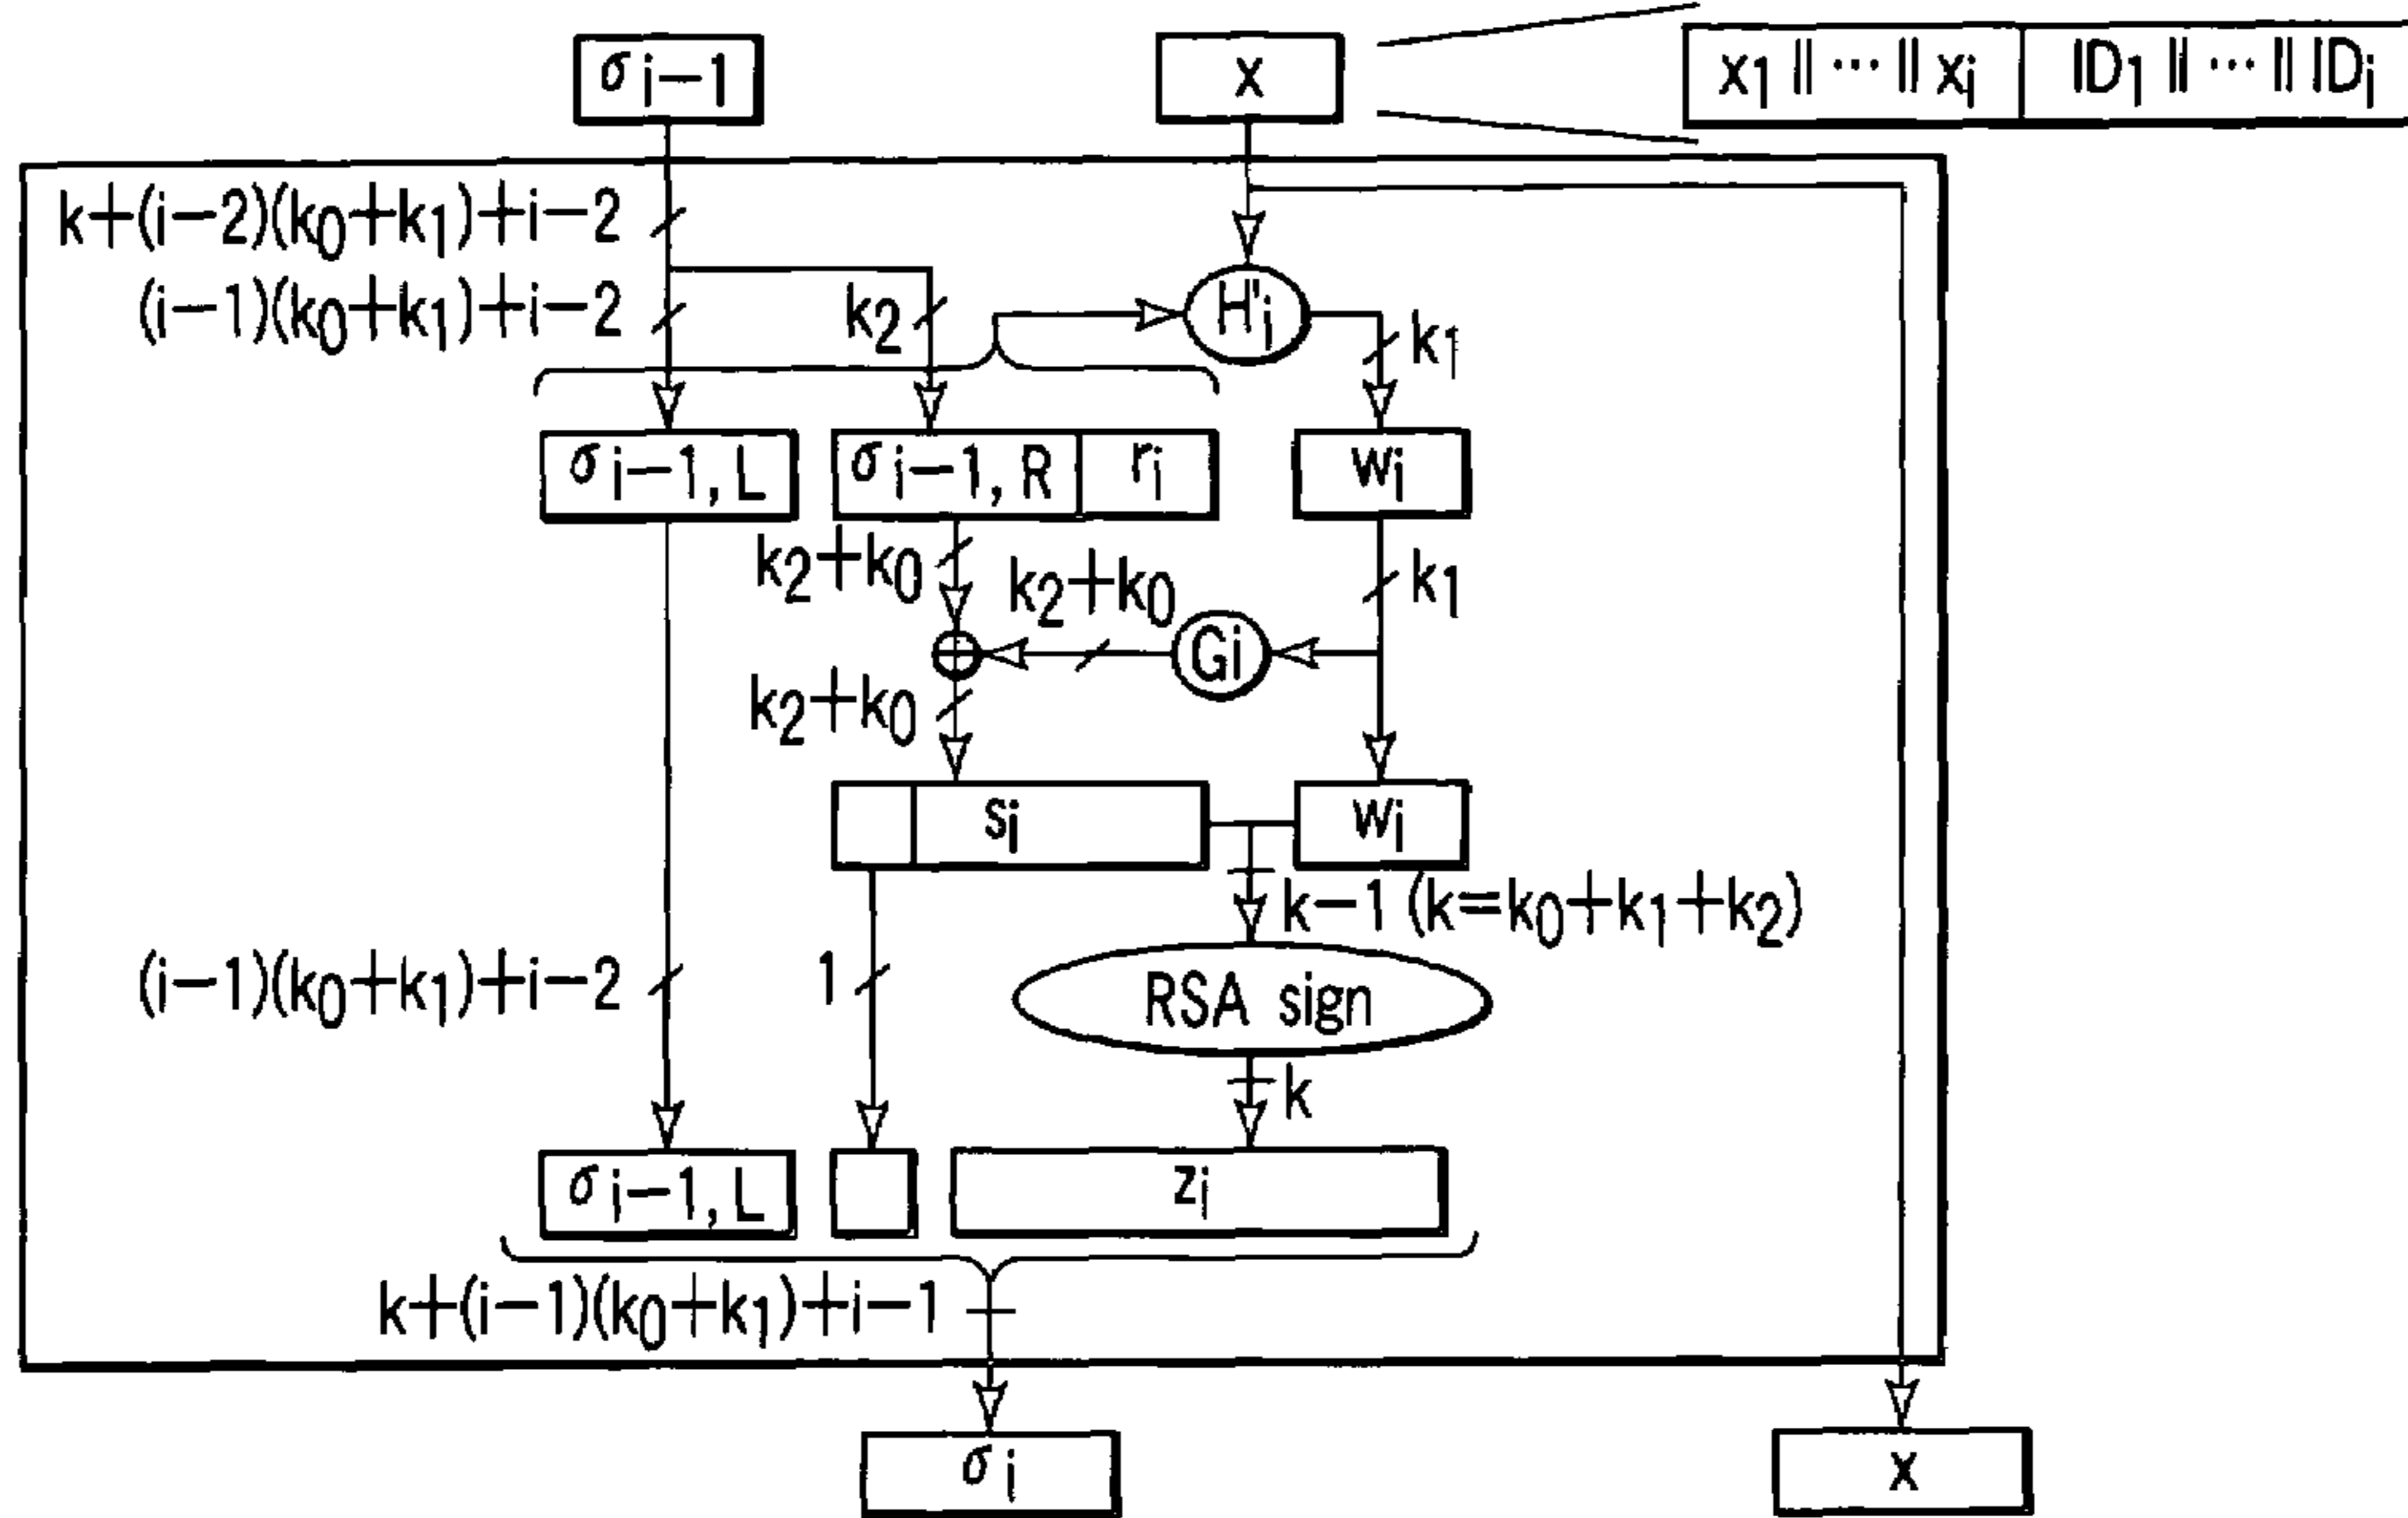 σi−1
x
x1 || ··· || xi
ID1 || ··· || IDi
k+(i−2)(k0+k1)+i−2
(i−1)(k0+k1)+i−2
k2
H'i
k1
σi−1, L
σi−1, R
ri
wi
k2+k0
k2+k0
k1
Gi
k2+k0
si
wi
k−1 (k=k0+k1+k2)
(i−1)(k0+k1)+i−2
1
RSA sign
k
σi−1, L
zi
k+(i−1)(k0+k1)+i−1
σi
x